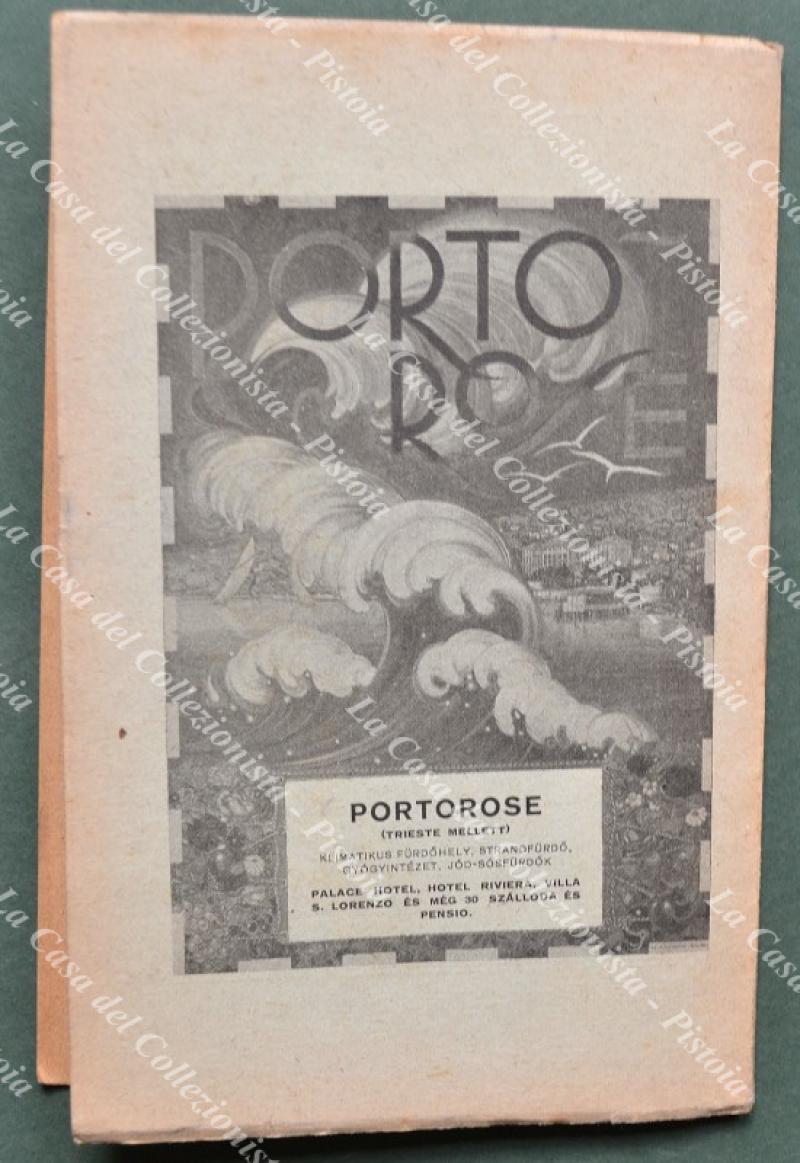 PORTO
ROSE
PORTOROSE
(TRIESTE MELLETT)
KLIMATIKUS FÜRDŐHELY, STRANDFÜRDŐ,
GYÓGYINTÉZET, JÓD-SÓSFÜRDŐK
PALACE HOTEL, HOTEL RIVIERA, VILLA
S. LORENZO ÉS MÉG 30 SZÁLLODA ÉS
PENSIO.
La Casa del Collezionista - Pistoia